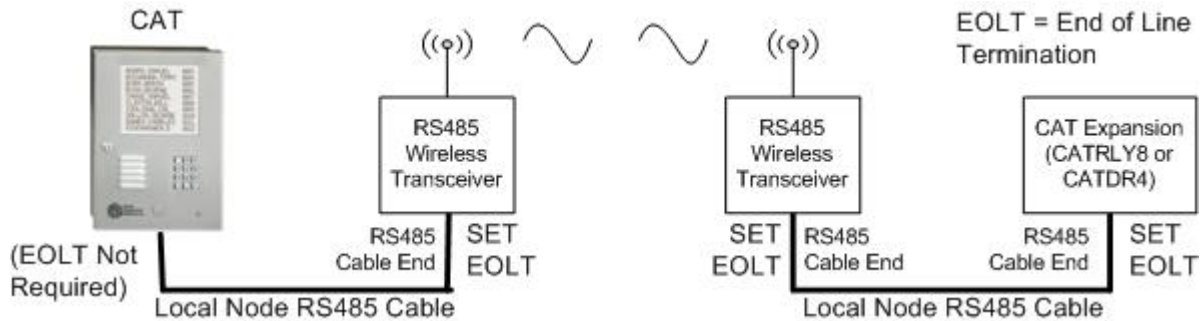 CAT
EOLT = End of Line
Termination
RS485
Wireless
Transceiver
RS485
Wireless
Transceiver
CAT Expansion
(CATRLY8 or
CATDR4)
(EOLT Not
Required)
RS485
Cable End
SET
EOLT
SET
EOLT
RS485
Cable End
RS485
Cable End
SET
EOLT
Local Node RS485 Cable
Local Node RS485 Cable